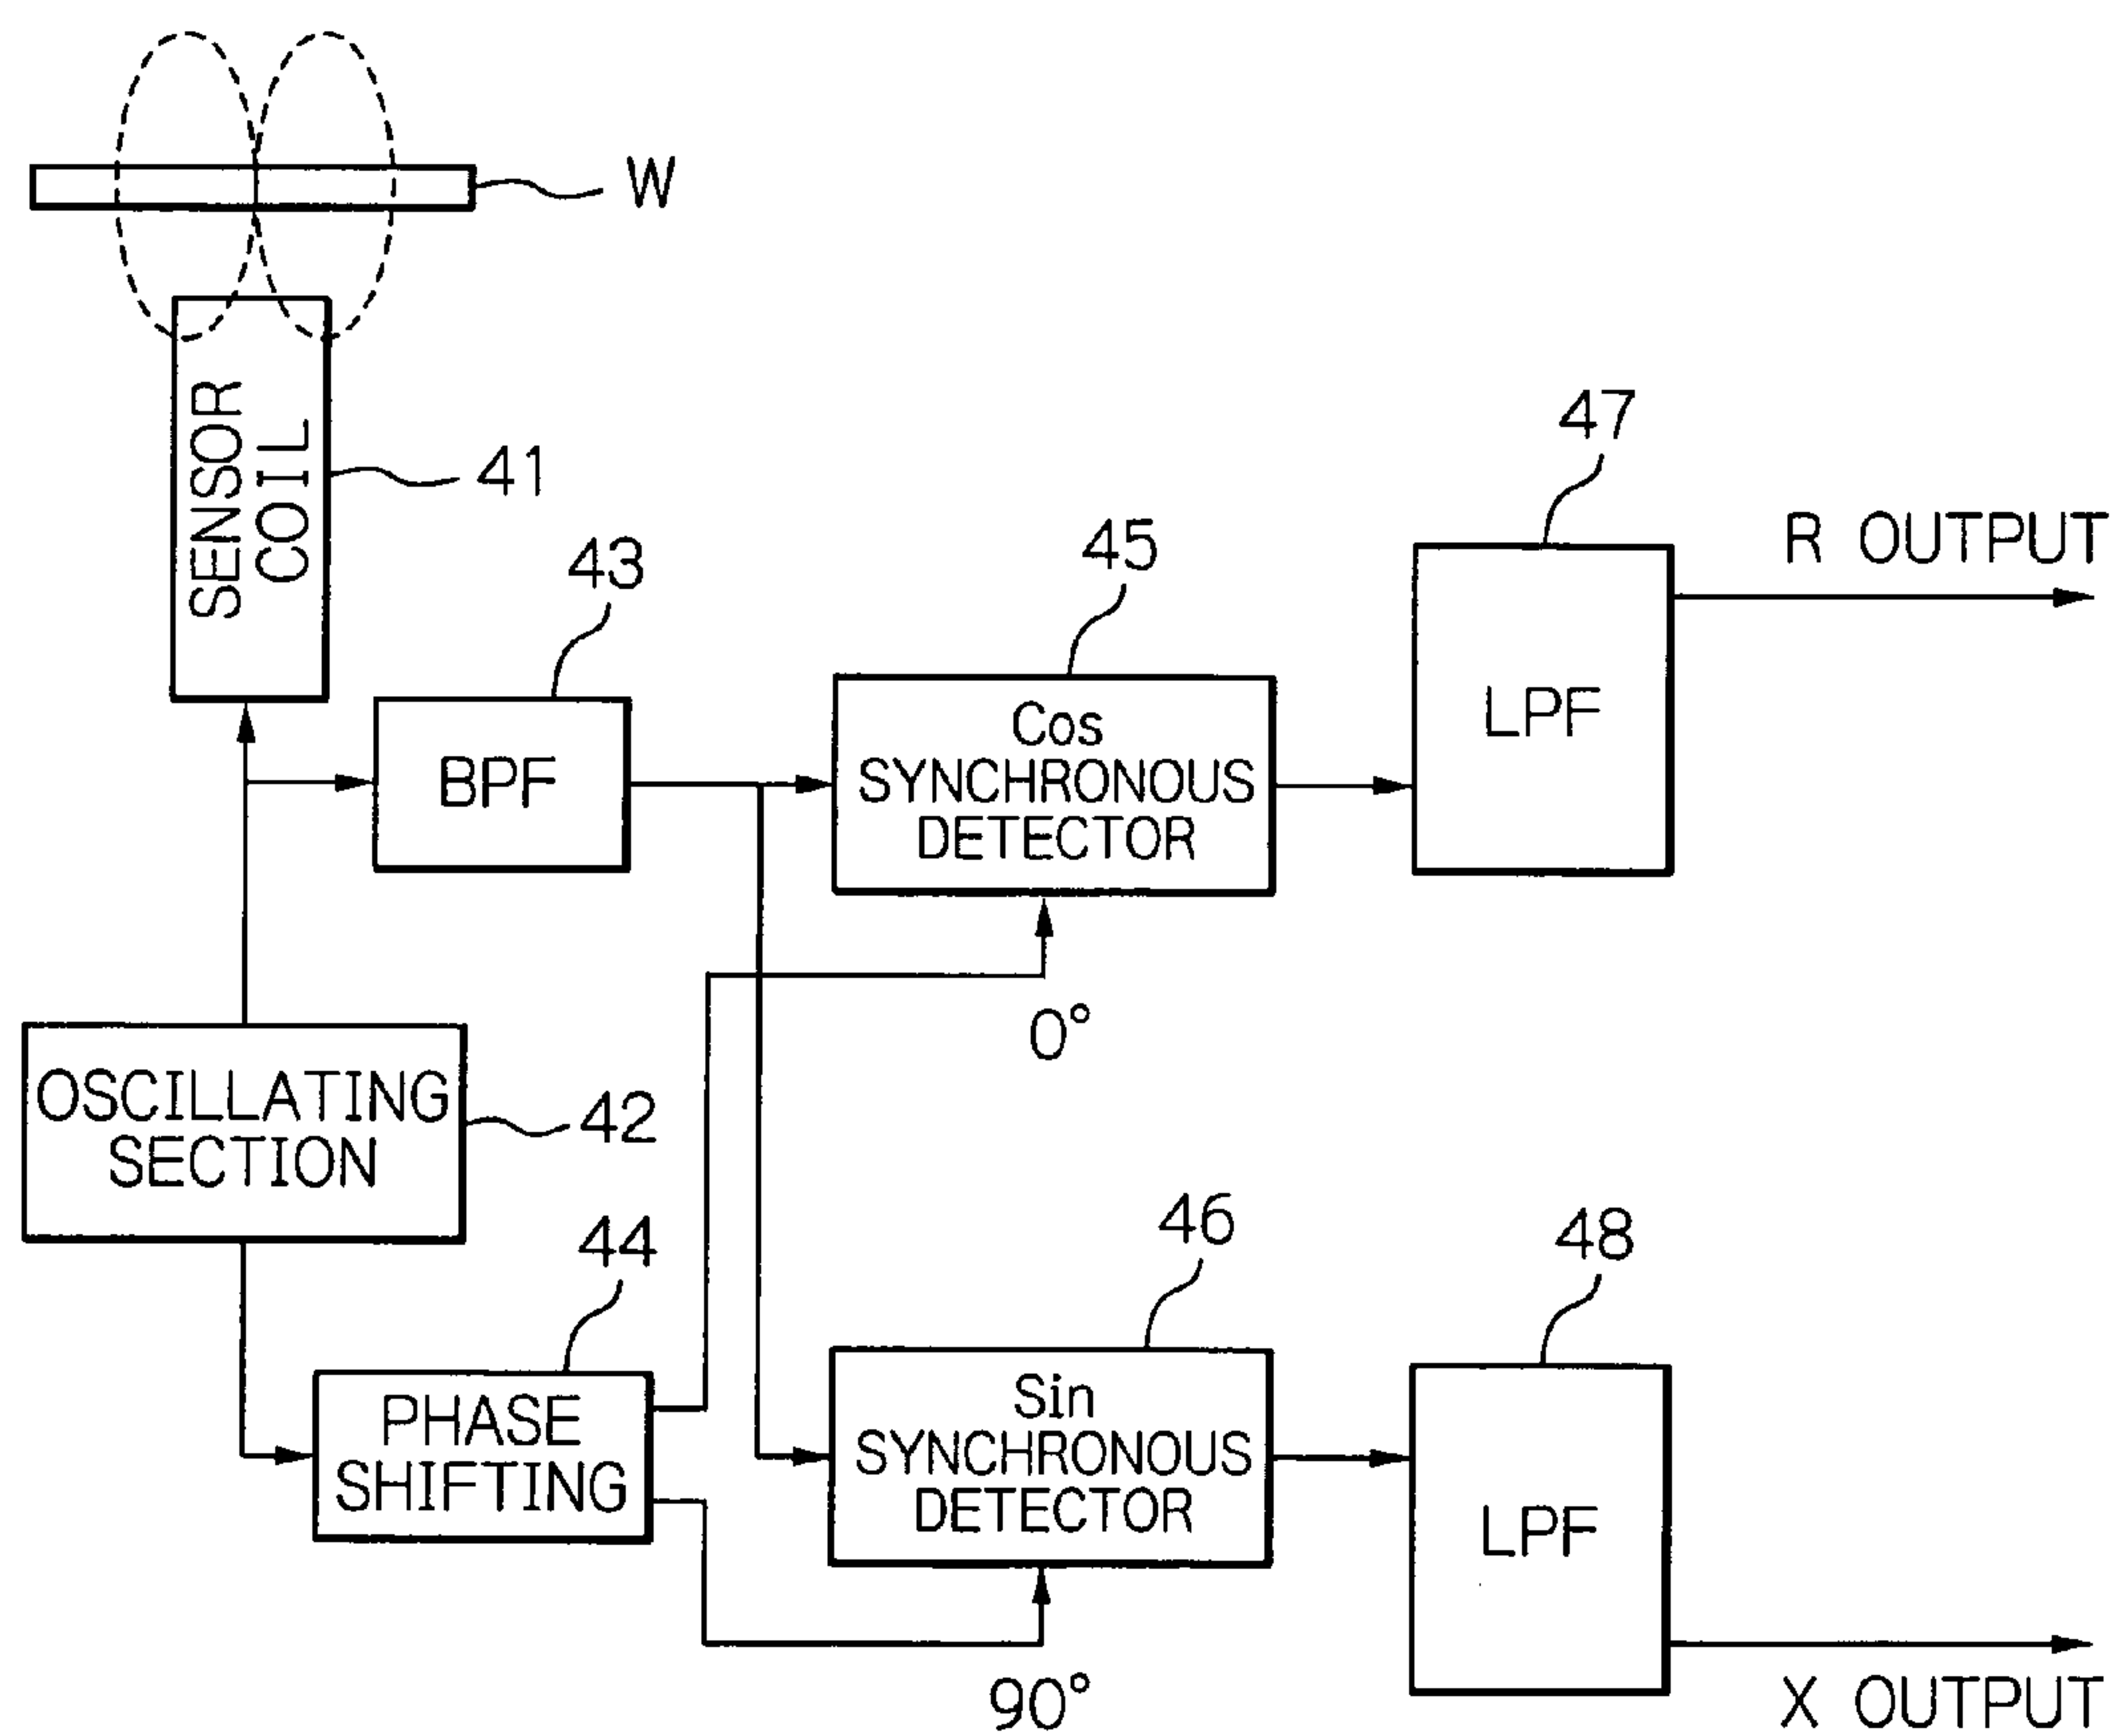 W
SENSOR
COIL
41
47
R OUTPUT
45
43
Cos
SYNCHRONOUS
DETECTOR
LPF
BPF
0°
OSCILLATING
SECTION
42
44
46
48
PHASE
SHIFTING
Sin
SYNCHRONOUS
DETECTOR
LPF
90°
X OUTPUT